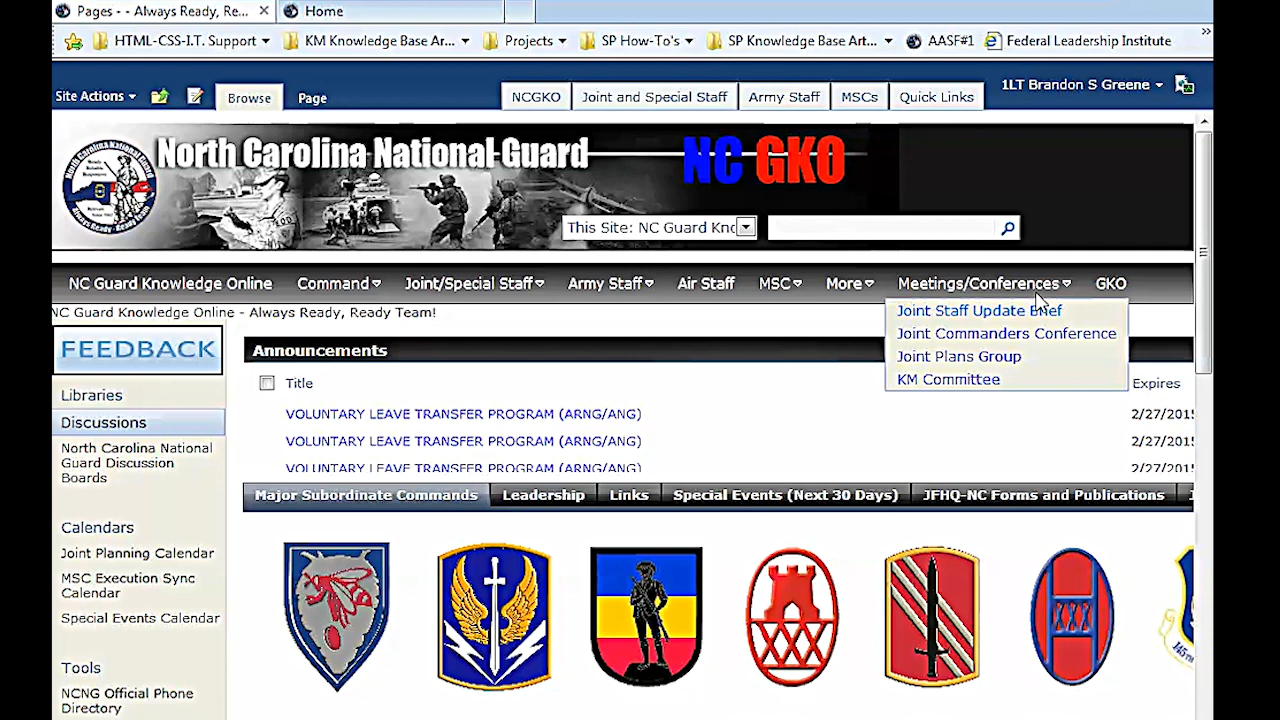 Pages - - Always Ready, Re... Home
HTML-CSS-I.T. Support KM Knowledge Base Ar... Projects SP How-To's SP Knowledge Base Art... AASF#1 Federal Leadership Institute
Site Actions Browse Page NCGKO Joint and Special Staff Army Staff MSCs Quick Links 1LT Brandon S Greene
North Carolina National Guard NC GKO
This Site: NC Guard Kno
NC Guard Knowledge Online Command Joint/Special Staff Army Staff Air Staff MSC More Meetings/Conferences GKO
Joint Staff Update Brief
Joint Commanders Conference
Joint Plans Group
KM Committee
NC Guard Knowledge Online - Always Ready, Ready Team!
FEEDBACK
Libraries
Discussions
North Carolina National
Guard Discussion
Boards
Calendars
Joint Planning Calendar
MSC Execution Sync
Calendar
Special Events Calendar
Tools
NCNG Official Phone
Directory
Announcements
Title Expires
VOLUNTARY LEAVE TRANSFER PROGRAM (ARNG/ANG) 2/27/2015
VOLUNTARY LEAVE TRANSFER PROGRAM (ARNG/ANG) 2/27/2015
VOLUNTARY LEAVE TRANSFER PROGRAM (ARNG/ANG) 2/27/2015
Major Subordinate Commands Leadership Links Special Events (Next 30 Days) JFHQ-NC Forms and Publications
145TH